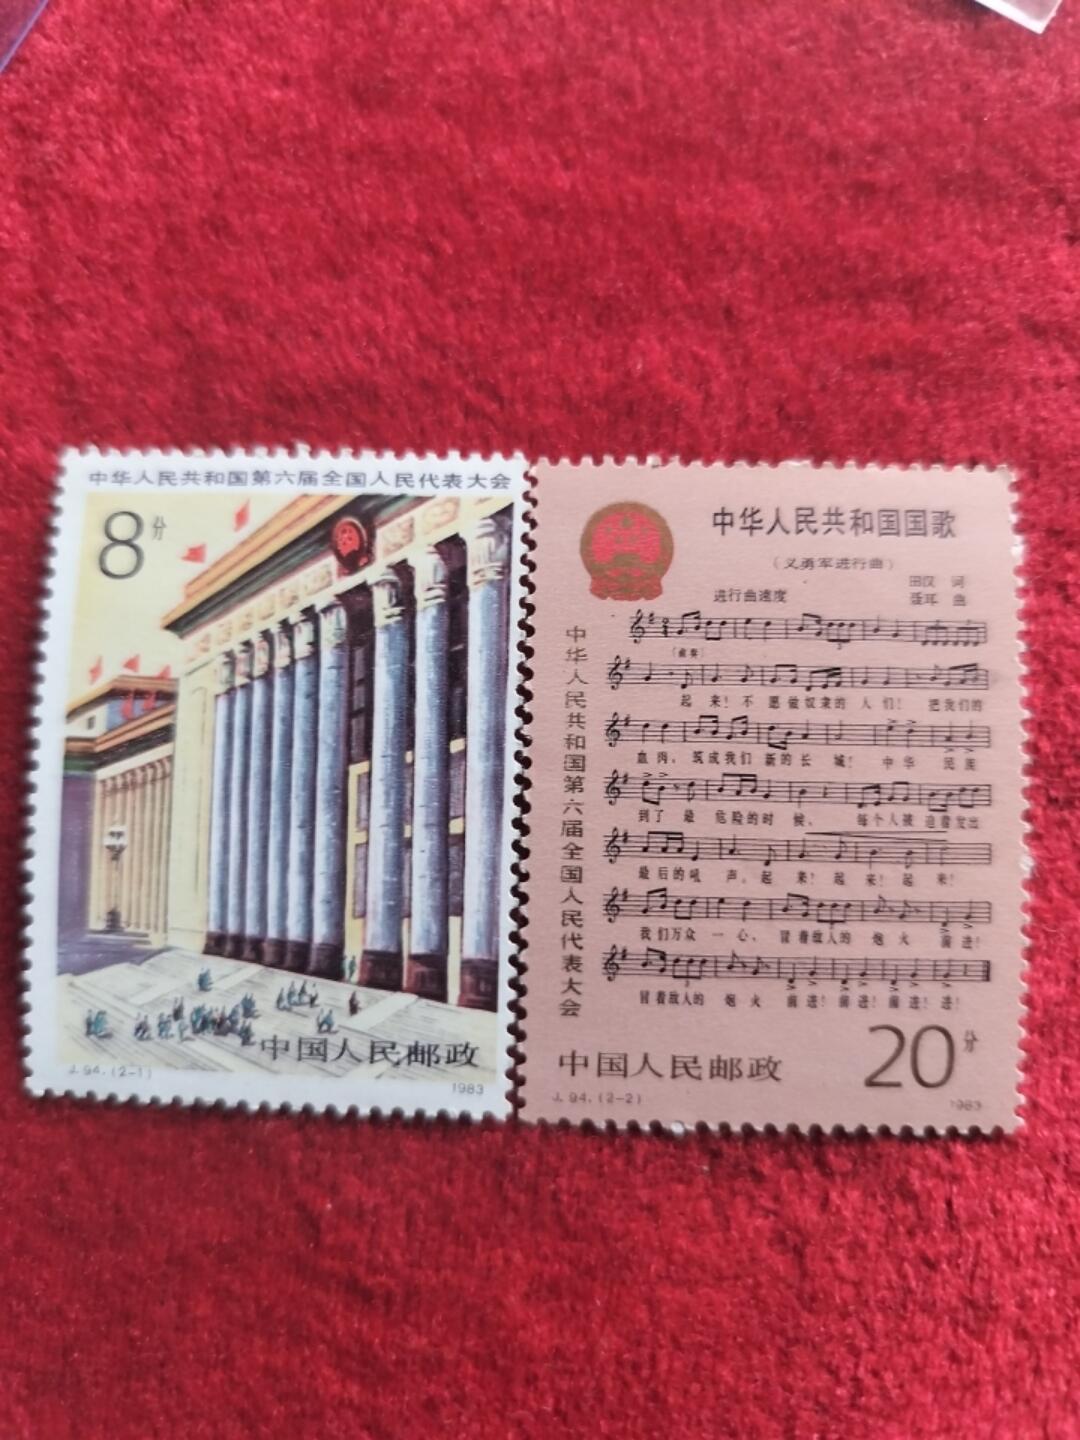 中华人民共和国第六届全国人民代表大会
8分
中国人民邮政
J.94.(2-1)
1983
中华人民共和国国歌
(义勇军进行曲)
田汉 词
进行曲速度
聂耳 曲
中华人民共和国第六届全国人民代表大会
(前奏)
起 来! 不 愿 做 奴隶的 人 们! 把我们的
血 肉, 筑成我们 新的长 城! 中 华 民族
到了 最 危险的时 候、 每个人被 迫着发出
最后的吼 声。起 来! 起 来! 起 来!
我们万众 一 心、 冒着敌人的 炮 火 前进!
冒着敌人的 炮 火 前进! 前进! 前进! 进!
20分
中国人民邮政
J.94.(2-2)
1983